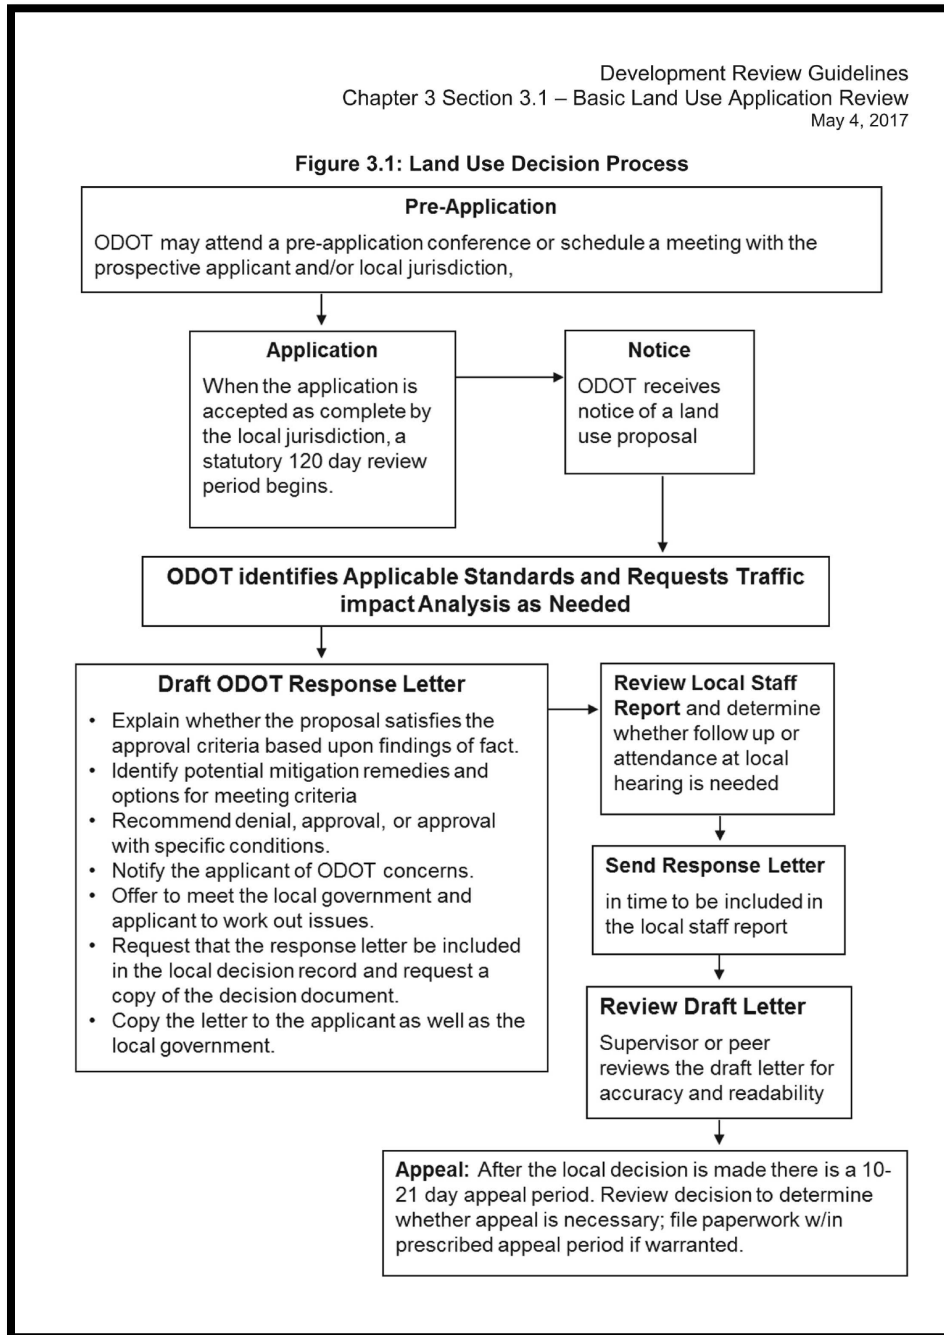 Development Review Guidelines
Chapter 3 Section 3.1 – Basic Land Use Application Review
May 4, 2017
Figure 3.1: Land Use Decision Process
Pre-Application
ODOT may attend a pre-application conference or schedule a meeting with the
prospective applicant and/or local jurisdiction,
Application
When the application is
accepted as complete by
the local jurisdiction, a
statutory 120 day review
period begins.
Notice
ODOT receives
notice of a land
use proposal
ODOT identifies Applicable Standards and Requests Traffic
impact Analysis as Needed
Draft ODOT Response Letter
• Explain whether the proposal satisfies the
approval criteria based upon findings of fact.
• Identify potential mitigation remedies and
options for meeting criteria
• Recommend denial, approval, or approval
with specific conditions.
• Notify the applicant of ODOT concerns.
• Offer to meet the local government and
applicant to work out issues.
• Request that the response letter be included
in the local decision record and request a
copy of the decision document.
• Copy the letter to the applicant as well as the
local government.
Review Local Staff
Report and determine
whether follow up or
attendance at local
hearing is needed
Send Response Letter
in time to be included in
the local staff report
Review Draft Letter
Supervisor or peer
reviews the draft letter for
accuracy and readability
Appeal: After the local decision is made there is a 10-
21 day appeal period. Review decision to determine
whether appeal is necessary; file paperwork w/in
prescribed appeal period if warranted.